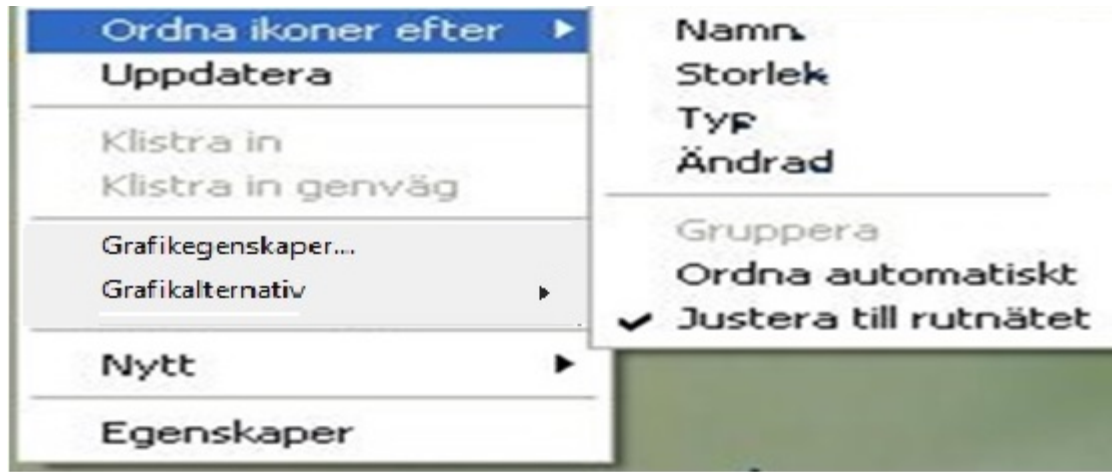 Ordna ikoner efter
Uppdatera
Klistra in
Klistra in genväg
Grafikegenskaper...
Grafikalternativ
Nytt
Egenskaper
Namn
Storlek
Typ
Ändrad
Gruppera
Ordna automatiskt
Justera till rutnätet